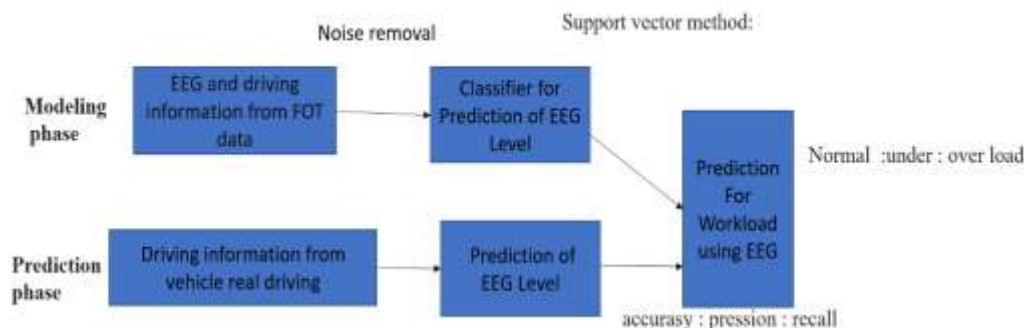 Noise removal
Support vector method:
Modeling
phase
EEG and driving
information from FOT
data
Classifier for
Prediction of EEG
Level
Prediction
For
Workload
using EEG
Normal :under : over load
Prediction
phase
Driving information from
vehicle real driving
Prediction of
EEG Level
accurasy : pression : recall